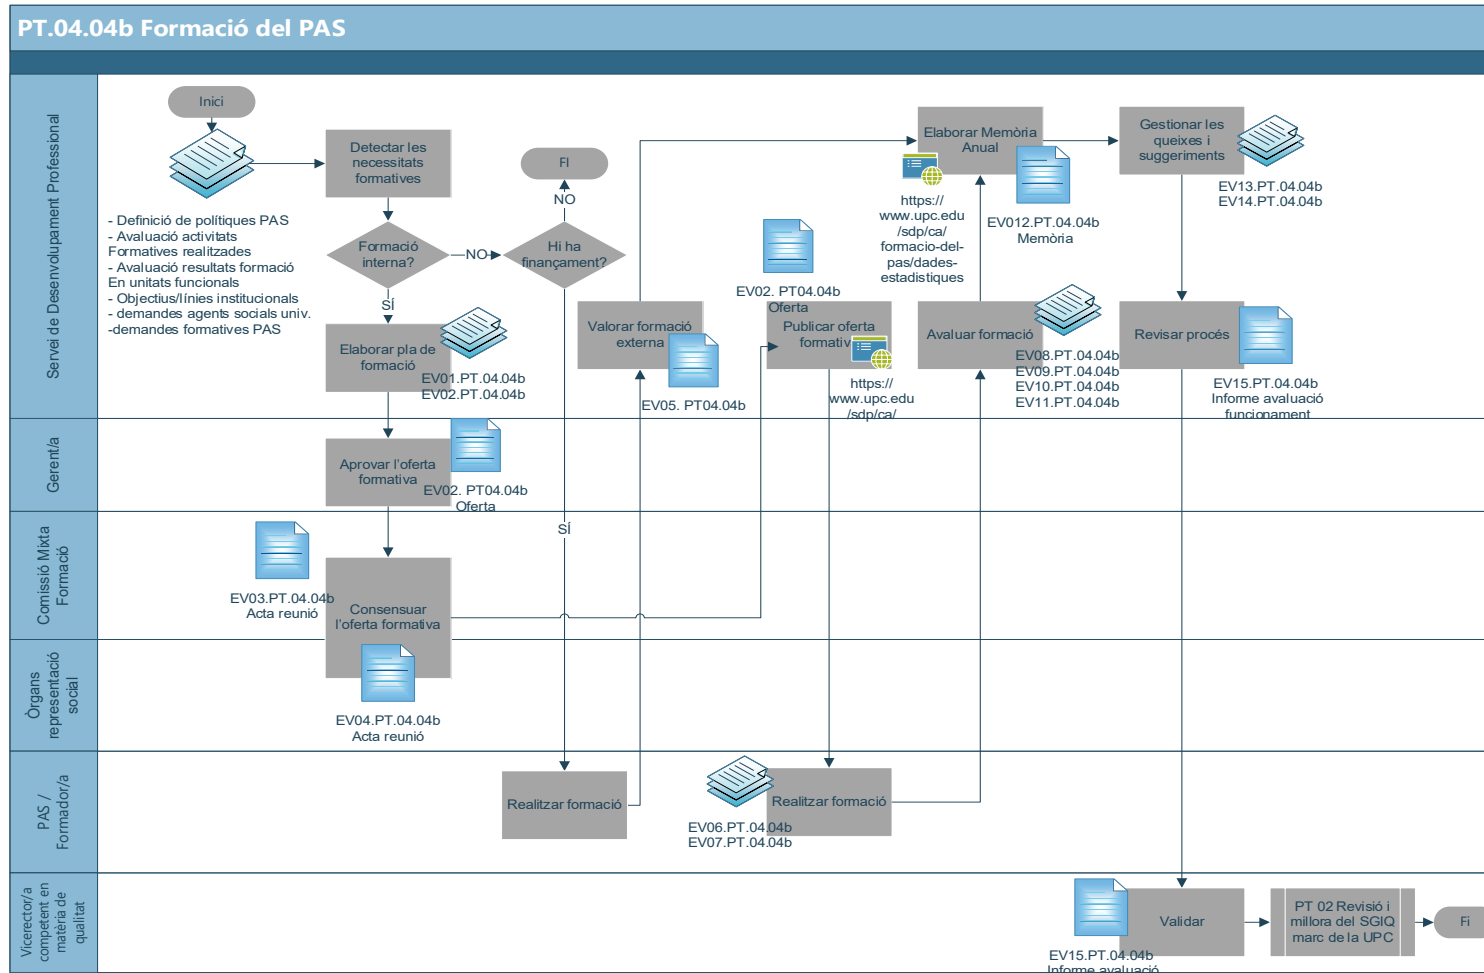 PT.04.04b Formació del PAS
Servei de Desenvolupament Professional
Inici
- Definició de polítiques PAS
- Avaluació activitats
Formatives realitzades
- Avaluació resultats formació
En unitats funcionals
- Objectius/línies institucionals
- demandes agents socials univ.
-demandes formatives PAS
Detectar les
necessitats
formatives
Formació
interna?
NO
SÍ
Hi ha
finançament?
NO
FI
SÍ
Elaborar pla de
formació
EV01.PT.04.04b
EV02.PT.04.04b
Valorar formació
externa
EV05. PT04.04b
EV02. PT04.04b
Oferta
Publicar oferta
formativa
https://
www.upc.edu
/sdp/ca/
Elaborar Memòria
Anual
https://
www.upc.edu
/sdp/ca/
formacio-del-
pas/dades-
estadistiques
EV012.PT.04.04b
Memòria
Avaluar formació
EV08.PT.04.04b
EV09.PT.04.04b
EV10.PT.04.04b
EV11.PT.04.04b
Gestionar les
queixes i
suggeriments
EV13.PT.04.04b
EV14.PT.04.04b
Revisar procés
EV15.PT.04.04b
Informe avaluació
funcionament
Gerent/a
Aprovar l'oferta
formativa
EV02. PT04.04b
Oferta
Comissió Mixta
Formació
EV03.PT.04.04b
Acta reunió
Consensuar
l'oferta formativa
Òrgans
representació
social
EV04.PT.04.04b
Acta reunió
PAS /
Formador/a
Realitzar formació
EV06.PT.04.04b
EV07.PT.04.04b
Realitzar formació
Vicerector/a
competent en
matèria de
qualitat
EV15.PT.04.04b
Informe avaluació
Validar
PT 02 Revisió i
millora del SGIQ
marc de la UPC
Fi